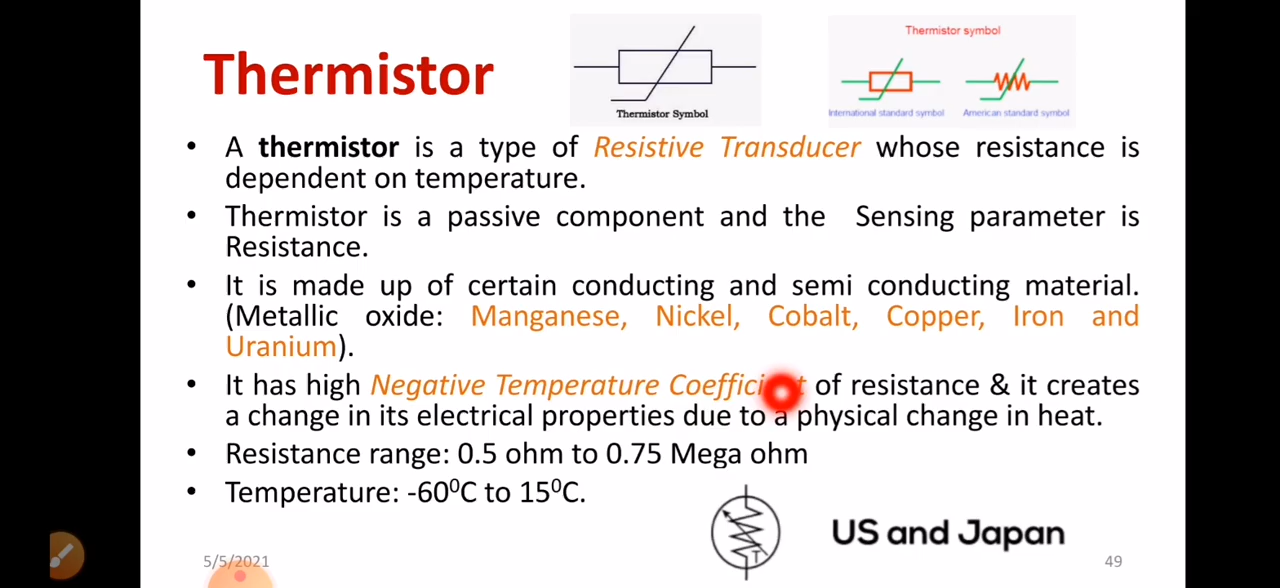 Thermistor
Thermistor Symbol
Thermistor symbol
International standard symbol
American standard symbol
• A thermistor is a type of Resistive Transducer whose resistance is
dependent on temperature.
• Thermistor is a passive component and the Sensing parameter is
Resistance.
• It is made up of certain conducting and semi conducting material.
(Metallic oxide: Manganese, Nickel, Cobalt, Copper, Iron and
Uranium).
• It has high Negative Temperature Coefficient of resistance & it creates
a change in its electrical properties due to a physical change in heat.
• Resistance range: 0.5 ohm to 0.75 Mega ohm
• Temperature: -60⁰C to 15⁰C.
T
US and Japan
5/5/2021
49